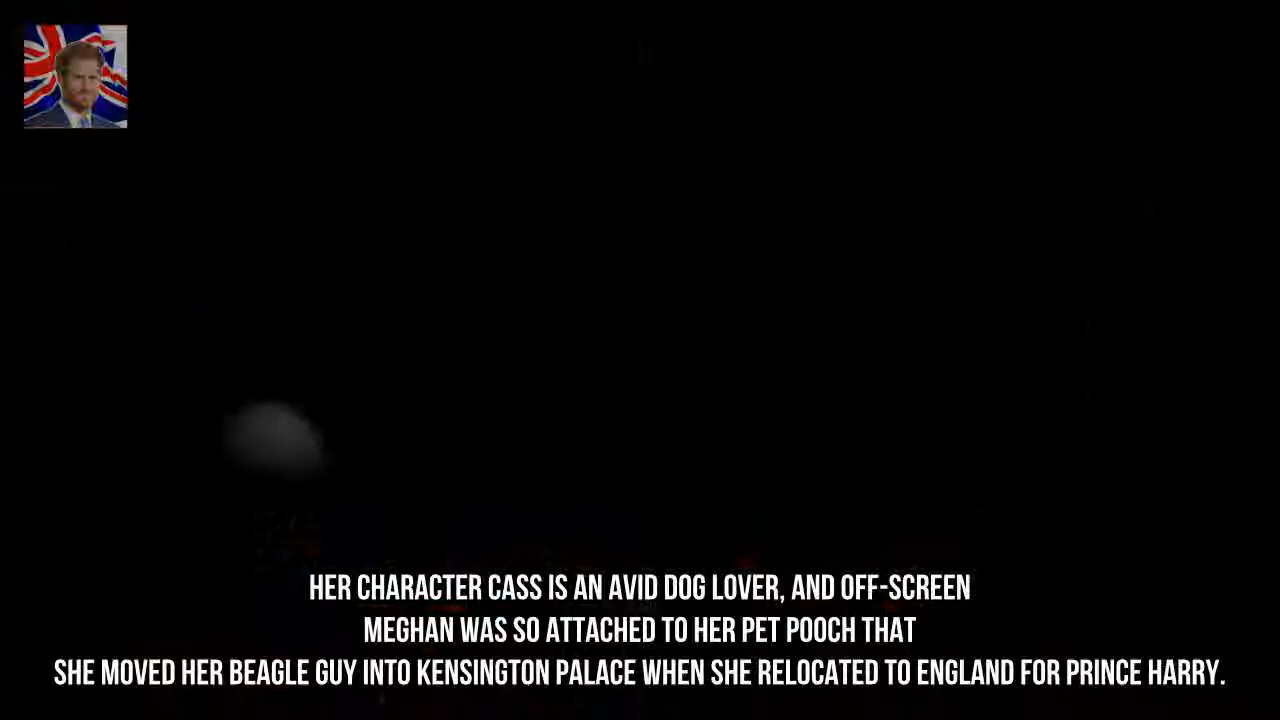 HER CHARACTER CASS IS AN AVID DOG LOVER, AND OFF-SCREEN
MEGHAN WAS SO ATTACHED TO HER PET POOCH THAT
SHE MOVED HER BEAGLE GUY INTO KENSINGTON PALACE WHEN SHE RELOCATED TO ENGLAND FOR PRINCE HARRY.